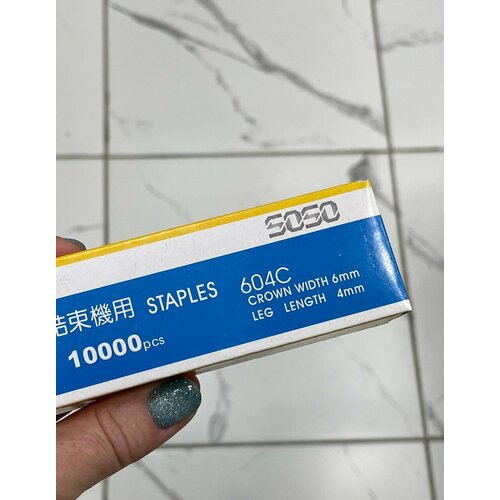 SOSO
結束機用 STAPLES 604C
CROWN WIDTH 6mm
LEG LENGTH 4mm
10000pcs